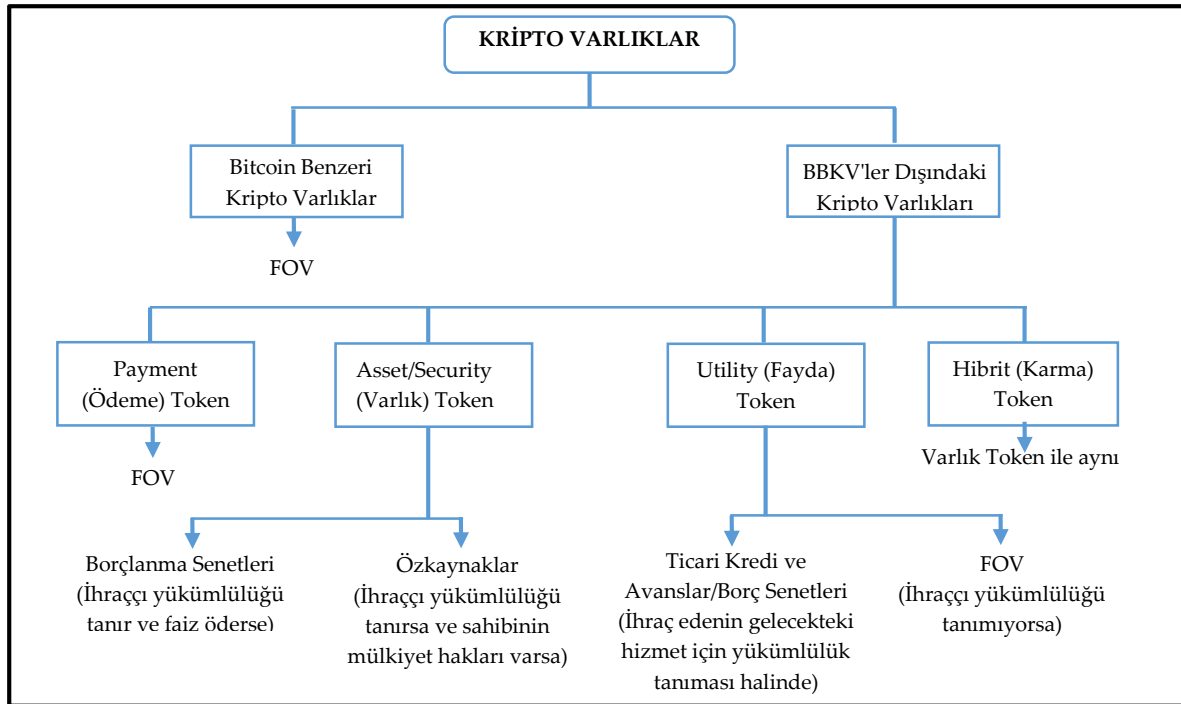 KRİPTO VARLIKLAR
Bitcoin Benzeri
Kripto Varlıklar
BBKV'ler Dışındaki
Kripto Varlıkları
FOV
Payment
(Ödeme) Token
Asset/Security
(Varlık) Token
Utility (Fayda)
Token
Hibrit (Karma)
Token
FOV
Varlık Token ile aynı
Borçlanma Senetleri
(İhraççı yükümlülüğü
tanır ve faiz öderse)
Özkaynaklar
(İhraççı yükümlülüğü
tanırsa ve sahibinin
mülkiyet hakları varsa)
Ticari Kredi ve
Avanslar/Borç Senetleri
(İhraç edenin gelecekteki
hizmet için yükümlülük
tanıması halinde)
FOV
(İhraççı yükümlülüğü
tanımıyorsa)